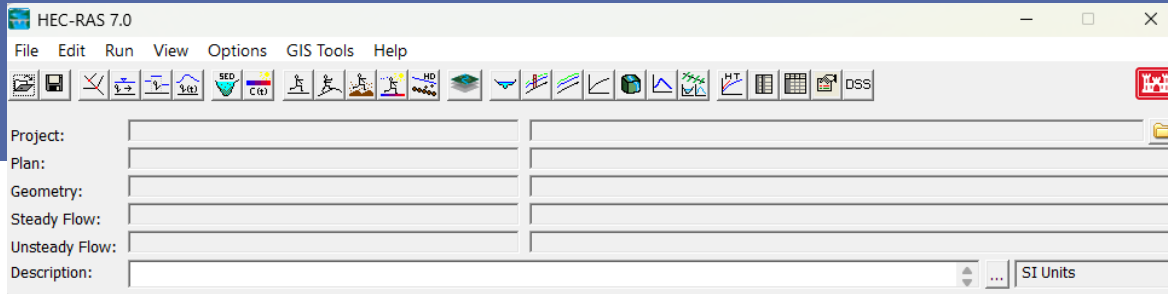 HEC-RAS 7.0
File Edit Run View Options GIS Tools Help
SED C(t) HD HT DSS
Project:
Plan:
Geometry:
Steady Flow:
Unsteady Flow:
Description: ... SI Units